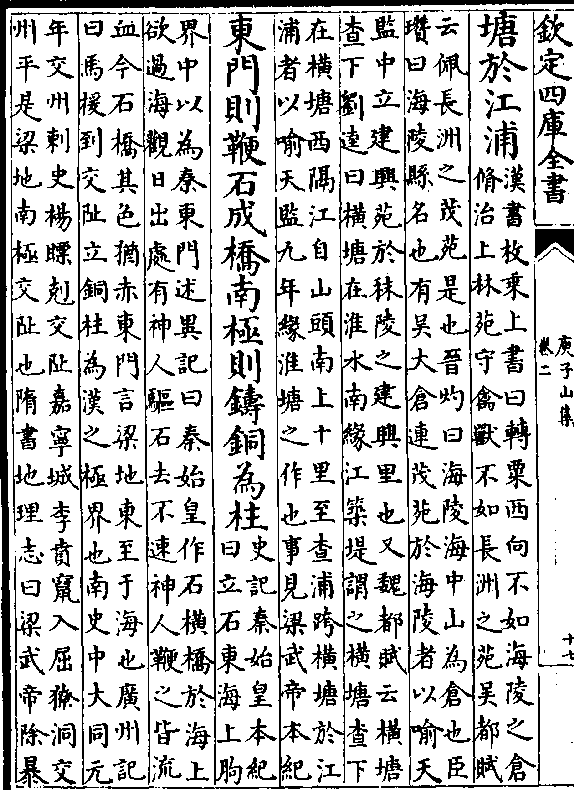 欽定四庫全書
庾子山集
卷二
十七
塘於江浦
漢書枚乘上書曰轉粟西向不如海陵之倉
脩治上林苑守禽獸不如長洲之苑吳都賦
云佩長洲之茂苑是也晉灼曰海陵海中山為倉也臣
瓚曰海陵縣名也有吳大倉連茂苑於海陵者以喻天
監中立建興苑於秣陵之建興里也又魏都賦云橫塘
查下劉逵曰橫塘在淮水南緣江築堤謂之橫塘查下
在橫塘西隅江自山頭南上十里至查浦跨橫塘於江
浦者以喻天監九年緣淮塘之作也事見梁武帝本紀
東門則鞭石成橋南極則鑄銅為柱
史記秦始皇本紀
曰立石東海上朐
界中以為秦東門述異記曰秦始皇作石橫橋於海上
欲過海觀日出處有神人驅石去不速神人鞭之皆流
血今石橋其色猶赤東門言梁地東至于海也廣州記
曰馬援到交阯立銅柱為漢之極界也南史中大同元
年交州刺史楊瞟剋交阯嘉寧城李賁竄入屈獠洞交
州平是梁地南極交阯也隋書地理志曰梁武帝除暴